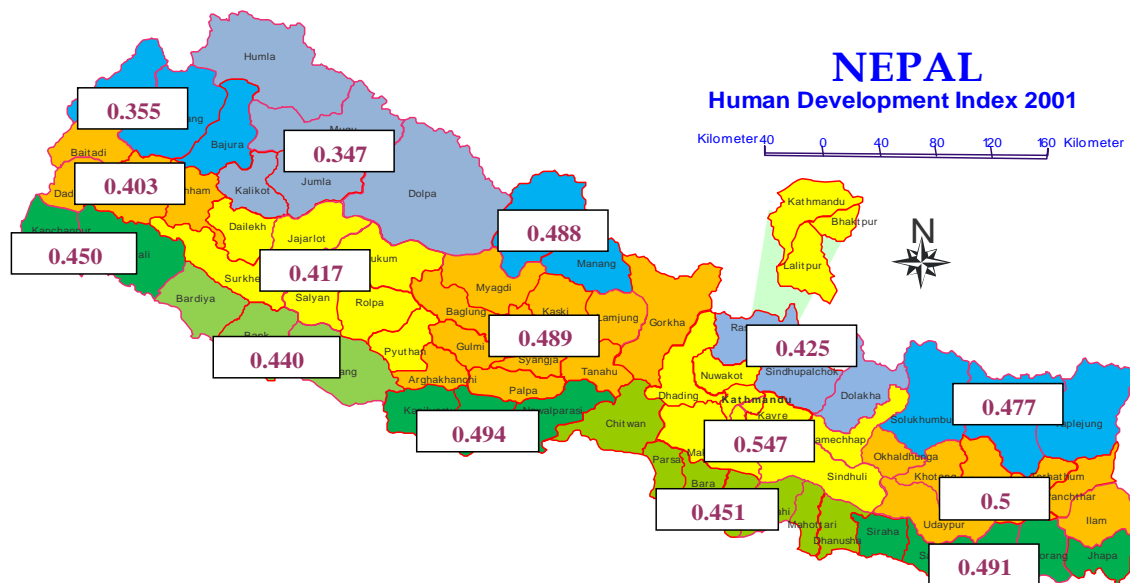 NEPAL
Human Development Index 2001
Kilometer 40 0 40 80 120 160 Kilometer
N
Humla
0.355
Bajura
Mugu
0.347
Baitadi
0.403
Kalikot
Jumla
Dolpa
Kathmandu
Bhaktpur
Lalitpur
0.450
Dailekh
Jajarlot
0.417
Salyan
Rolpa
Bardiya
0.440
Pyuthan
0.488
Manang
Myagdi
Baglung
Kaski
Lamjung
Gorkha
0.489
Gulmi
Syangja
Tanahu
Arghakhanchi
Palpa
0.494
Chitwan
0.425
Sindhupalchok
Nuwakot
Dolakha
Dhading
Kathmandu
Kavre
0.547
Sindhuli
Parsa
Bara
0.451
Mahottari
Dhanusha
Siraha
Solukhumbu
0.477
Okhaldhunga
Khotang
0.5
Udaypur
Ilam
0.491
Jhapa